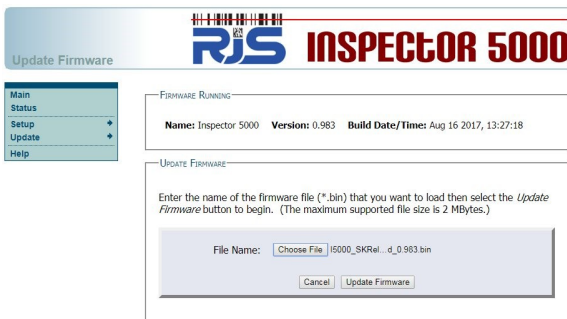 Update Firmware
RJS INSPECTOR 5000
Main
Status
Setup
Update
Help
Firmware Running
Name: Inspector 5000 Version: 0.983 Build Date/Time: Aug 16 2017, 13:27:18
Update Firmware
Enter the name of the firmware file (*.bin) that you want to load then select the Update
Firmware button to begin. (The maximum supported file size is 2 MBytes.)
File Name: Choose File I5000_SKRel...d_0.983.bin
Cancel Update Firmware